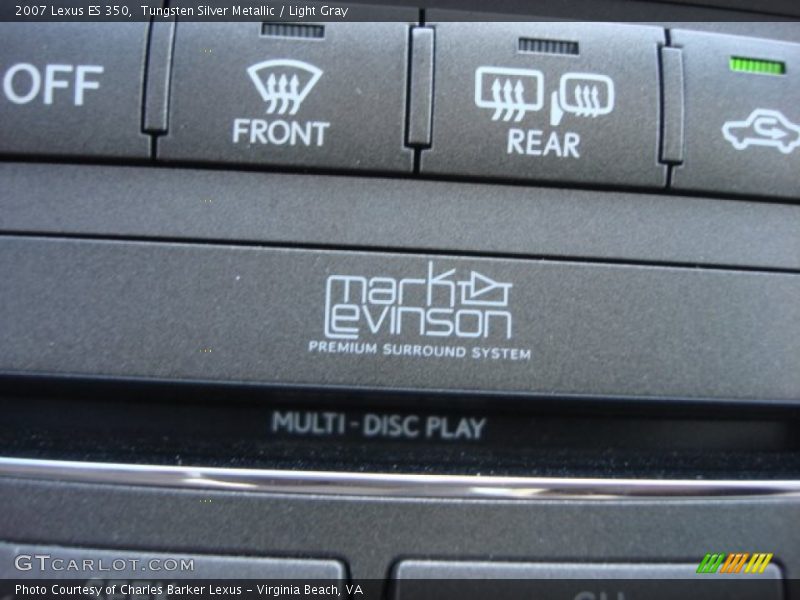 2007 Lexus ES 350,  Tungsten Silver Metallic / Light Gray
OFF
FRONT
REAR
mark
levinson
PREMIUM SURROUND SYSTEM
MULTI-DISC PLAY
GTCARLOT.COM
Photo Courtesy of Charles Barker Lexus - Virginia Beach, VA